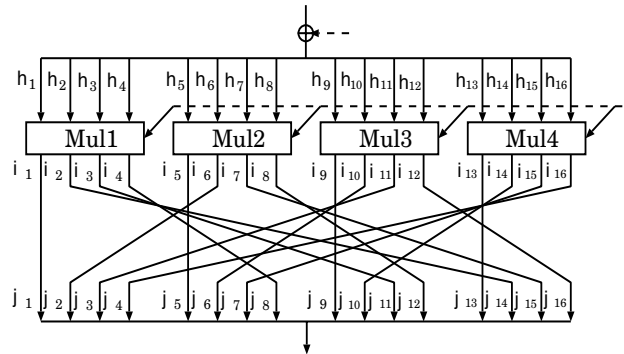 h1 h2 h3 h4 h5 h6 h7 h8 h9 h10 h11 h12 h13 h14 h15 h16
Mul1 Mul2 Mul3 Mul4
i1 i2 i3 i4 i5 i6 i7 i8 i9 i10 i11 i12 i13 i14 i15 i16
j1 j2 j3 j4 j5 j6 j7 j8 j9 j10 j11 j12 j13 j14 j15 j16